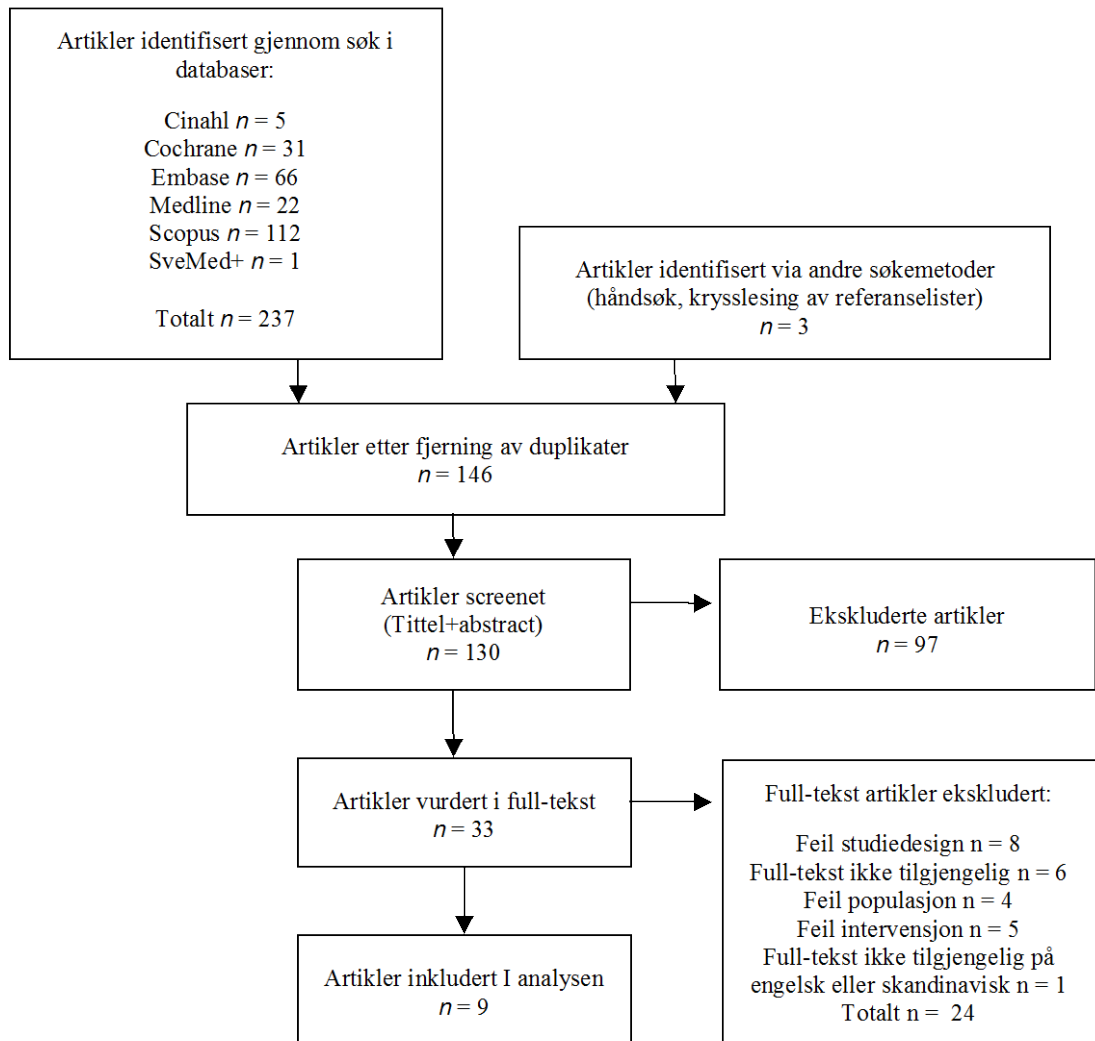 Artikler identifisert gjennom søk i
databaser:
Cinahl n = 5
Cochrane n = 31
Embase n = 66
Medline n = 22
Scopus n = 112
SveMed+ n = 1
Totalt n = 237
Artikler identifisert via andre søkemetoder
(håndsøk, krysslesing av referanselister)
n = 3
Artikler etter fjerning av duplikater
n = 146
Artikler screenet
(Tittel+abstract)
n = 130
Ekskluderte artikler
n = 97
Artikler vurdert i full-tekst
n = 33
Full-tekst artikler ekskludert:
Feil studiedesign n = 8
Full-tekst ikke tilgjengelig n = 6
Feil populasjon n = 4
Feil intervensjon n = 5
Full-tekst ikke tilgjengelig på
engelsk eller skandinavisk n = 1
Totalt n = 24
Artikler inkludert I analysen
n = 9